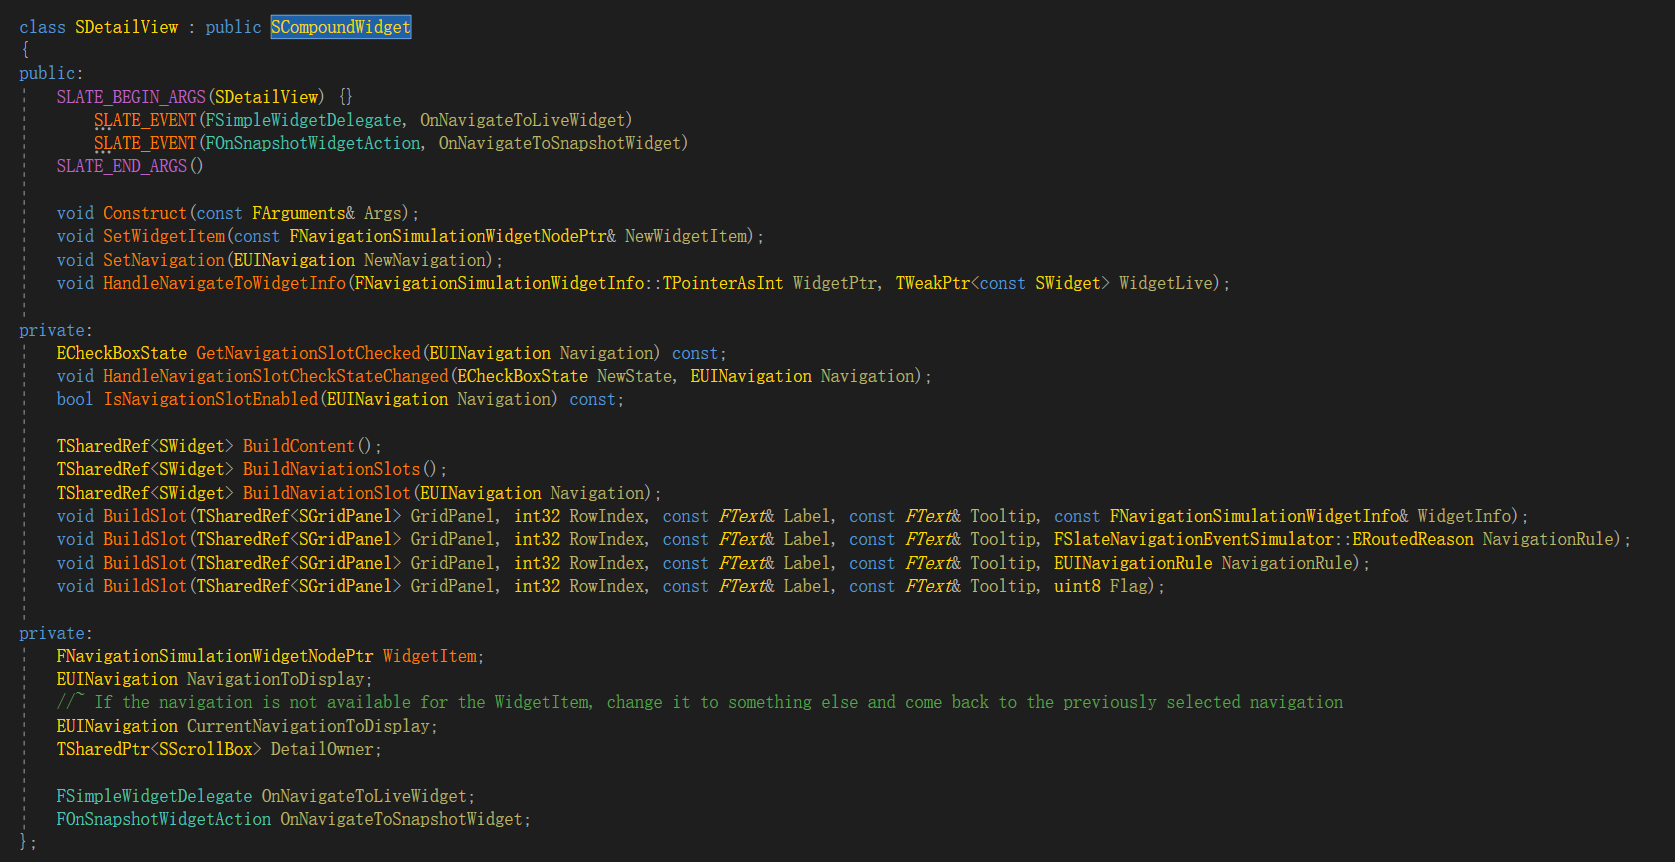 class SDetailView : public SCompoundWidget
{
public:
    SLATE_BEGIN_ARGS(SDetailView) {}
        SLATE_EVENT(FSimpleWidgetDelegate, OnNavigateToLiveWidget)
        SLATE_EVENT(FOnSnapshotWidgetAction, OnNavigateToSnapshotWidget)
    SLATE_END_ARGS()

    void Construct(const FArguments& Args);
    void SetWidgetItem(const FNavigationSimulationWidgetNodePtr& NewWidgetItem);
    void SetNavigation(EUINavigation NewNavigation);
    void HandleNavigateToWidgetInfo(FNavigationSimulationWidgetInfo::TPointerAsInt WidgetPtr, TWeakPtr<const SWidget> WidgetLive);

private:
    ECheckBoxState GetNavigationSlotChecked(EUINavigation Navigation) const;
    void HandleNavigationSlotCheckStateChanged(ECheckBoxState NewState, EUINavigation Navigation);
    bool IsNavigationSlotEnabled(EUINavigation Navigation) const;

    TSharedRef<SWidget> BuildContent();
    TSharedRef<SWidget> BuildNaviationSlots();
    TSharedRef<SWidget> BuildNaviationSlot(EUINavigation Navigation);
    void BuildSlot(TSharedRef<SGridPanel> GridPanel, int32 RowIndex, const FText& Label, const FText& Tooltip, const FNavigationSimulationWidgetInfo& WidgetInfo);
    void BuildSlot(TSharedRef<SGridPanel> GridPanel, int32 RowIndex, const FText& Label, const FText& Tooltip, FSlateNavigationEventSimulator::ERoutedReason NavigationRule);
    void BuildSlot(TSharedRef<SGridPanel> GridPanel, int32 RowIndex, const FText& Label, const FText& Tooltip, EUINavigationRule NavigationRule);
    void BuildSlot(TSharedRef<SGridPanel> GridPanel, int32 RowIndex, const FText& Label, const FText& Tooltip, uint8 Flag);

private:
    FNavigationSimulationWidgetNodePtr WidgetItem;
    EUINavigation NavigationToDisplay;
    //~ If the navigation is not available for the WidgetItem, change it to something else and come back to the previously selected navigation
    EUINavigation CurrentNavigationToDisplay;
    TSharedPtr<SScrollBox> DetailOwner;

    FSimpleWidgetDelegate OnNavigateToLiveWidget;
    FOnSnapshotWidgetAction OnNavigateToSnapshotWidget;
};